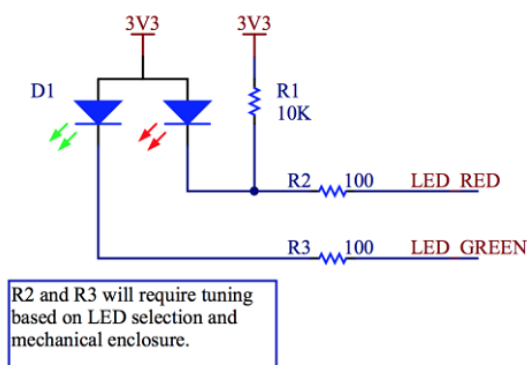 3V3
3V3
D1
R1
10K
R2
100
LED_RED
R3
100
LED_GREEN
R2 and R3 will require tuning
based on LED selection and
mechanical enclosure.